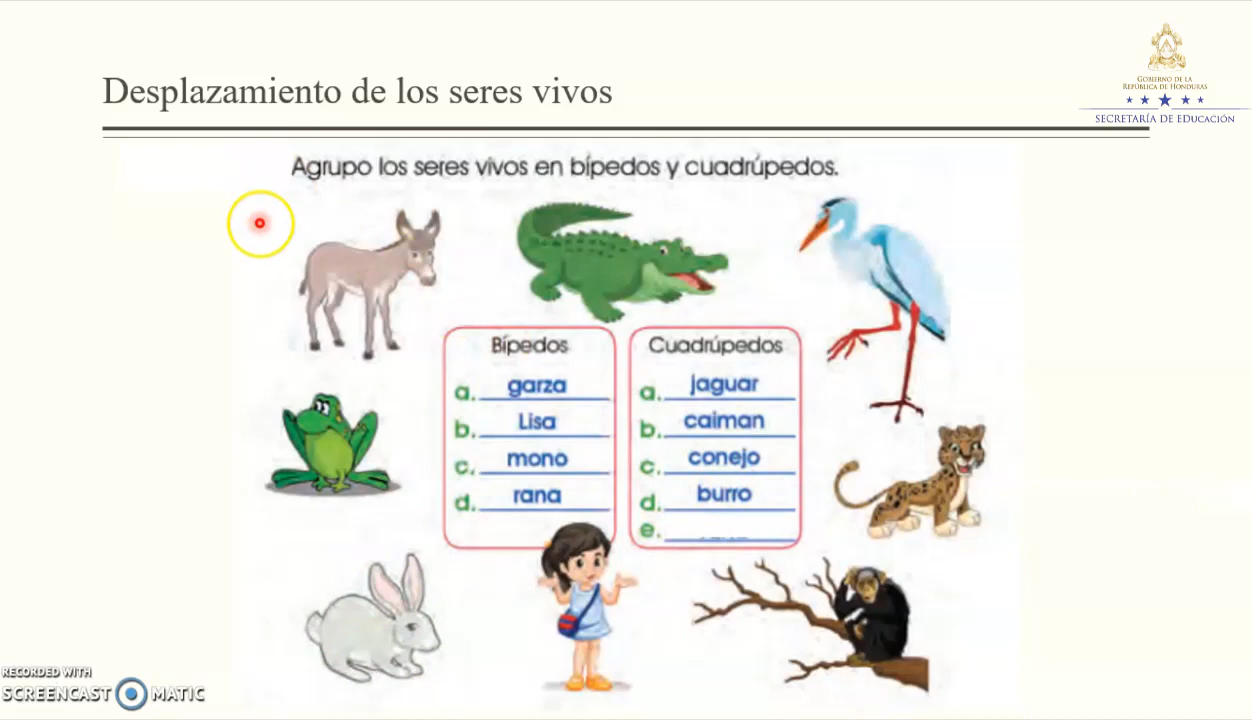 Desplazamiento de los seres vivos
GOBIERNO DE LA
REPÚBLICA DE HONDURAS
SECRETARÍA DE EDUCACIÓN
Agrupo los seres vivos en bípedos y cuadrúpedos.
Bípedos
a. garza
b. Lisa
c. mono
d. rana
Cuadrúpedos
a. jaguar
b. caiman
c. conejo
d. burro
e.
RECORDED WITH
SCREENCAST MATIC